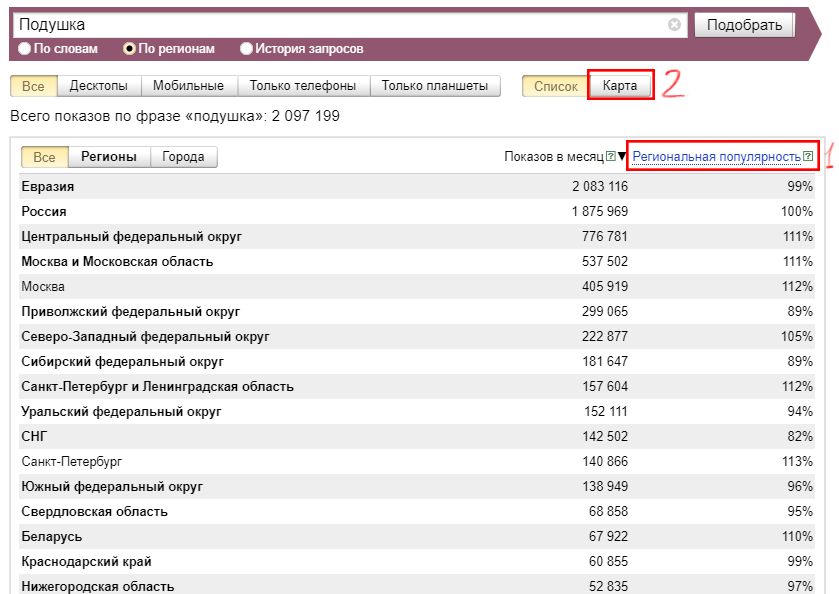 Подушка Подобрать
По словам По регионам История запросов
Все Десктопы Мобильные Только телефоны Только планшеты Список Карта 2
Всего показов по фразе «подушка»: 2 097 199
Все Регионы Города Показов в месяц ? ▼ Региональная популярность ? 1
Евразия 2 083 116 99%
Россия 1 875 969 100%
Центральный федеральный округ 776 781 111%
Москва и Московская область 537 502 111%
Москва 405 919 112%
Приволжский федеральный округ 299 065 89%
Северо-Западный федеральный округ 222 877 105%
Сибирский федеральный округ 181 647 89%
Санкт-Петербург и Ленинградская область 157 604 112%
Уральский федеральный округ 152 111 94%
СНГ 142 502 82%
Санкт-Петербург 140 866 113%
Южный федеральный округ 138 949 96%
Свердловская область 68 858 95%
Беларусь 67 922 110%
Краснодарский край 60 855 99%
Нижегородская область 52 835 97%